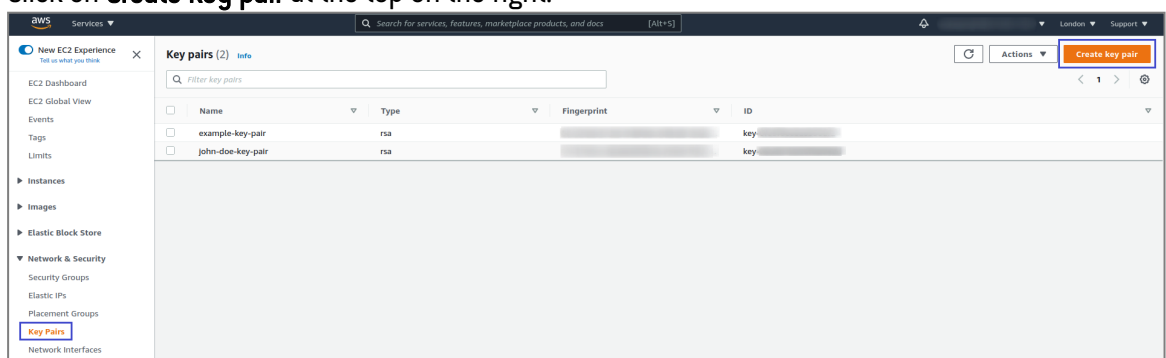 Click on Create key pair at the top on the right.
aws Services ▼ Search for services, features, marketplace products, and docs [Alt+S] ▼ London ▼ Support ▼
New EC2 Experience
Tell us what you think
EC2 Dashboard
EC2 Global View
Events
Tags
Limits
Instances
Images
Elastic Block Store
Network & Security
Security Groups
Elastic IPs
Placement Groups
Key Pairs
Network Interfaces
Key pairs (2) Info
Actions ▼ Create key pair
Filter key pairs
< 1 >
Name Type Fingerprint ID
example-key-pair rsa key-
john-doe-key-pair rsa key-